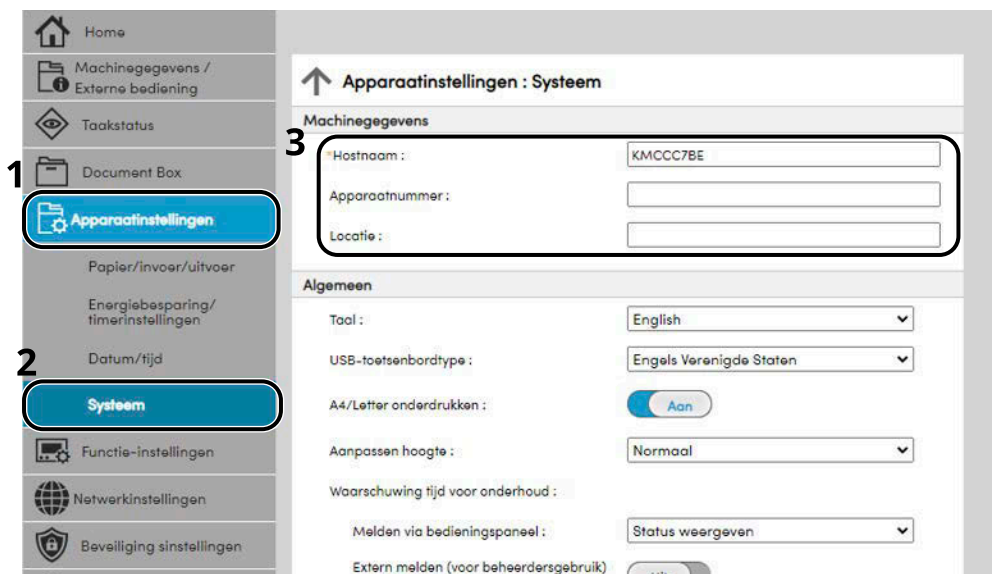 Home
Machinegegevens /
Externe bediening
Taakstatus
1
Document Box
Apparaatinstellingen
Papier/invoer/uitvoer
Energiebesparing/
timerinstellingen
2
Datum/tijd
Systeem
Functie-instellingen
Netwerkinstellingen
Beveiliging sinstellingen
Apparaatinstellingen : Systeem
Machinegegevens
3
*Hostnaam : KMCCC7BE
Apparaatnummer :
Locatie :
Algemeen
Taal : English
USB-toetsenbordtype : Engels Verenigde Staten
A4/Letter onderdrukken : Aan
Aanpassen hoogte : Normaal
Waarschuwing tijd voor onderhoud :
Melden via bedieningspaneel : Status weergeven
Extern melden (voor beheerdersgebruik)